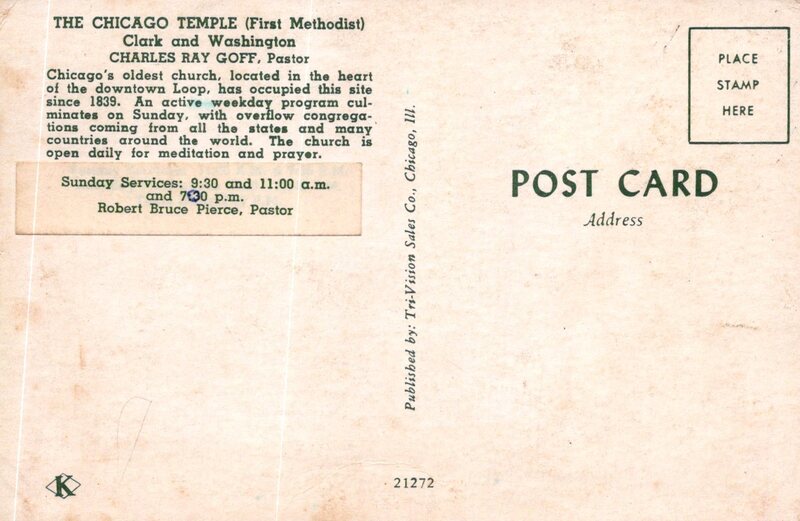 THE CHICAGO TEMPLE (First Methodist)
Clark and Washington
CHARLES RAY GOFF, Pastor
Chicago's oldest church, located in the heart
of the downtown Loop, has occupied this site
since 1839. An active weekday program cul-
minates on Sunday, with overflow congrega-
tions coming from all the states and many
countries around the world. The church is
open daily for meditation and prayer.
Sunday Services: 9:30 and 11:00 a.m.
and 7:30 p.m.
Robert Bruce Pierce, Pastor
K
Published by: Tri-Vision Sales Co., Chicago, Ill.
21272
PLACE
STAMP
HERE
POST CARD
Address